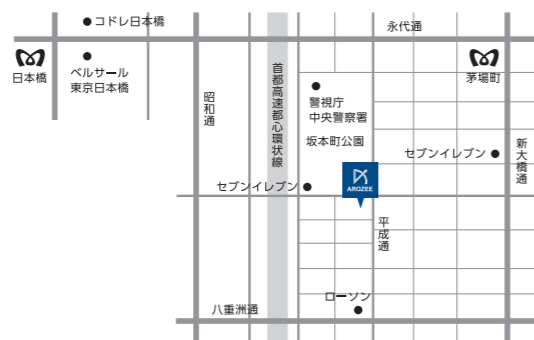 コドレ日本橋
永代通
日本橋
ベルサール
東京日本橋
茅場町
昭和通
首都高速都心環状線
警視庁
中央警察署
坂本町公園
セブンイレブン
新大橋通
AROZEE
セブンイレブン
平成通
ローソン
八重洲通